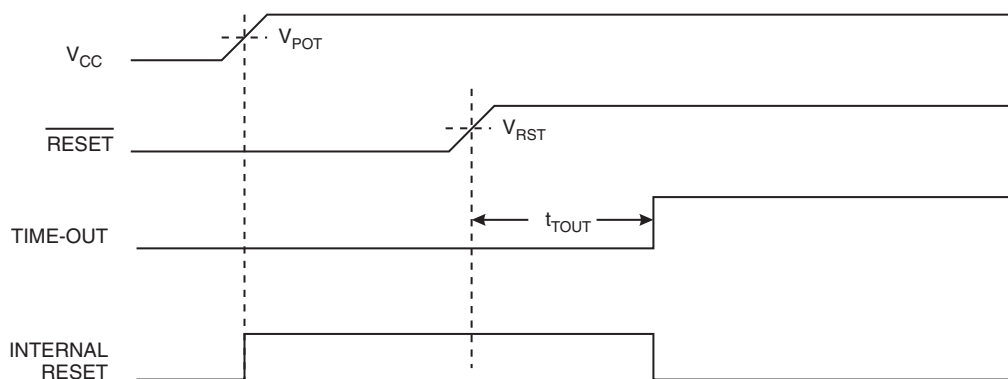 V_CC
V_POT
RESET
V_RST
TIME-OUT
t_TOUT
INTERNAL
RESET